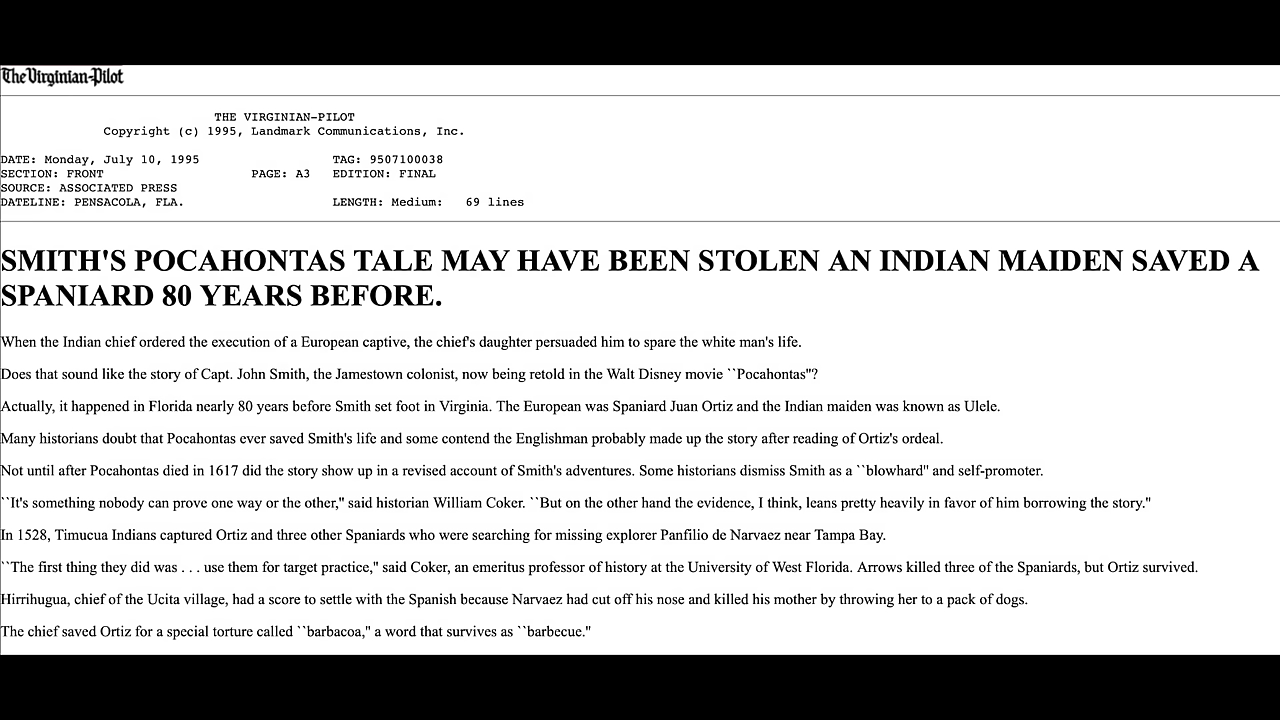 The Virginian-Pilot
THE VIRGINIAN-PILOT
Copyright (c) 1995, Landmark Communications, Inc.
DATE: Monday, July 10, 1995 TAG: 9507100038
SECTION: FRONT PAGE: A3 EDITION: FINAL
SOURCE: ASSOCIATED PRESS
DATELINE: PENSACOLA, FLA. LENGTH: Medium: 69 lines
SMITH'S POCAHONTAS TALE MAY HAVE BEEN STOLEN AN INDIAN MAIDEN SAVED A
SPANIARD 80 YEARS BEFORE.
When the Indian chief ordered the execution of a European captive, the chief's daughter persuaded him to spare the white man's life.
Does that sound like the story of Capt. John Smith, the Jamestown colonist, now being retold in the Walt Disney movie ``Pocahontas''?
Actually, it happened in Florida nearly 80 years before Smith set foot in Virginia. The European was Spaniard Juan Ortiz and the Indian maiden was known as Ulele.
Many historians doubt that Pocahontas ever saved Smith's life and some contend the Englishman probably made up the story after reading of Ortiz's ordeal.
Not until after Pocahontas died in 1617 did the story show up in a revised account of Smith's adventures. Some historians dismiss Smith as a ``blowhard'' and self-promoter.
``It's something nobody can prove one way or the other,'' said historian William Coker. ``But on the other hand the evidence, I think, leans pretty heavily in favor of him borrowing the story.''
In 1528, Timucua Indians captured Ortiz and three other Spaniards who were searching for missing explorer Panfilio de Narvaez near Tampa Bay.
``The first thing they did was . . . use them for target practice,'' said Coker, an emeritus professor of history at the University of West Florida. Arrows killed three of the Spaniards, but Ortiz survived.
Hirrihugua, chief of the Ucita village, had a score to settle with the Spanish because Narvaez had cut off his nose and killed his mother by throwing her to a pack of dogs.
The chief saved Ortiz for a special torture called ``barbacoa,'' a word that survives as ``barbecue.''